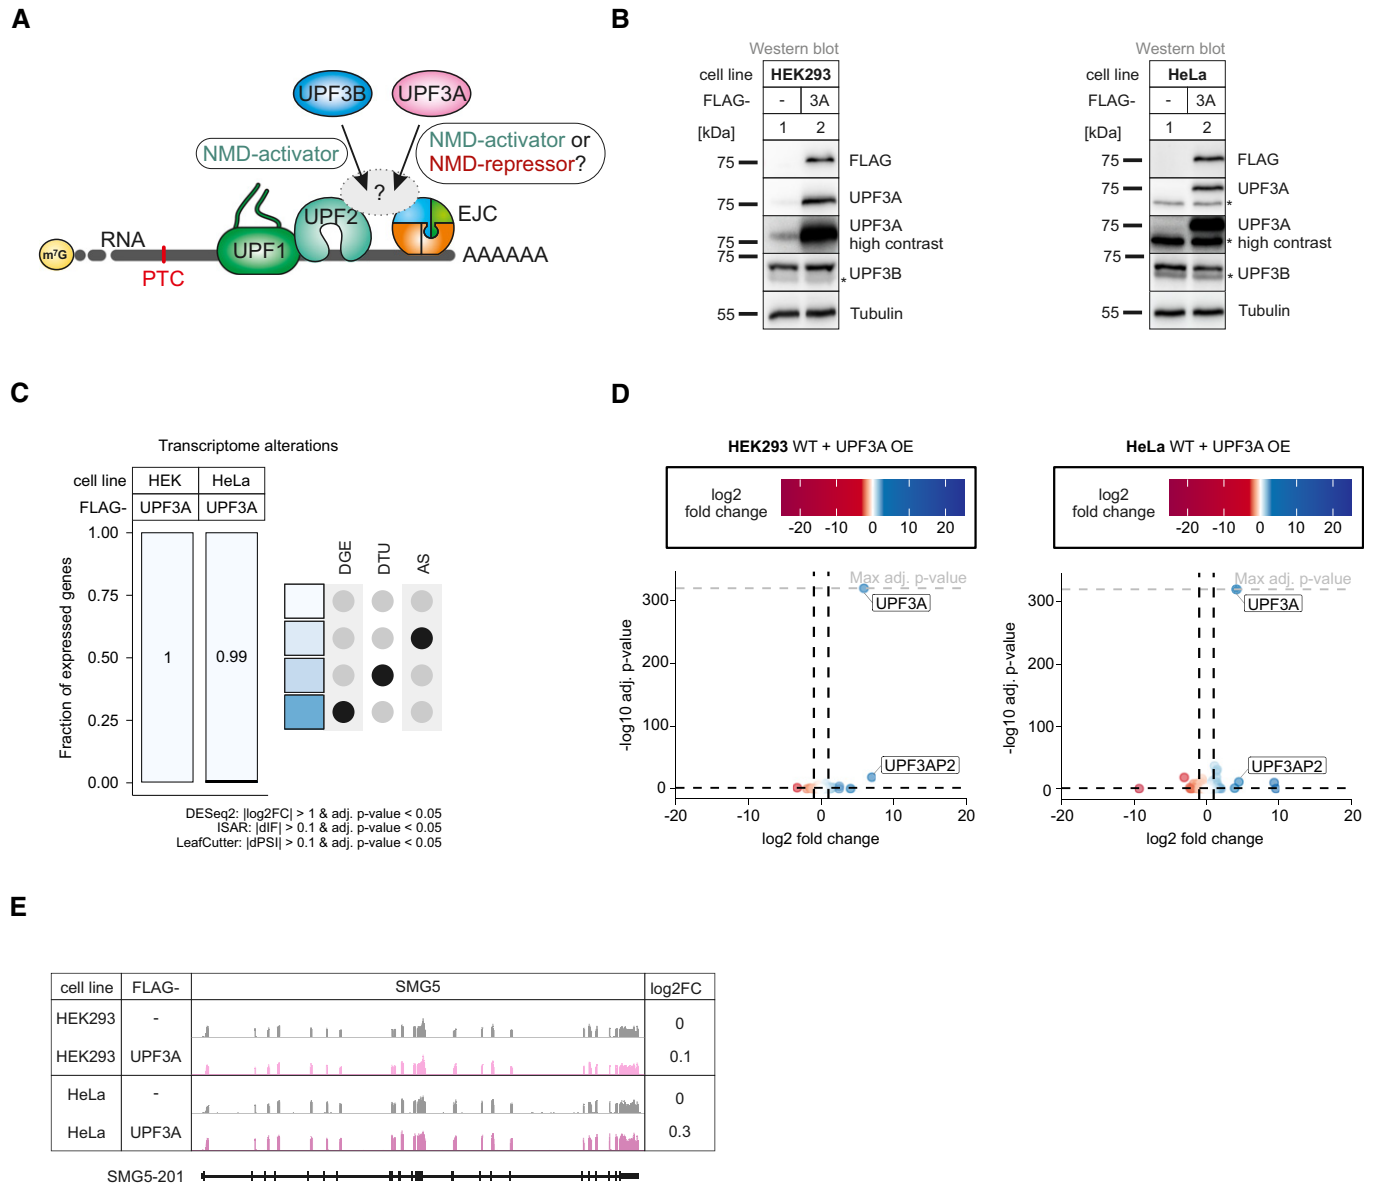 A
UPF3B
UPF3A
NMD-activator
NMD-activator or
NMD-repressor?
?
UPF2
EJC
RNA
UPF1
m⁷G
AAAAAA
PTC
B
Western blot
cell line HEK293
FLAG- - 3A
[kDa] 1 2
75 FLAG
75 UPF3A
UPF3A
75 high contrast
75
* UPF3B
55 Tubulin
Western blot
cell line HeLa
FLAG- - 3A
[kDa] 1 2
75 FLAG
75 UPF3A
*
75 UPF3A
* high contrast
75
* UPF3B
55 Tubulin
C
Transcriptome alterations
cell line HEK HeLa
FLAG- UPF3A UPF3A
Fraction of expressed genes
1.00
0.75
0.50
0.25
0.00
1
0.99
DGE
DTU
AS
DESeq2: |log2FC| > 1 & adj. p-value < 0.05
ISAR: |dIF| > 0.1 & adj. p-value < 0.05
LeafCutter: |dPSI| > 0.1 & adj. p-value < 0.05
D
HEK293 WT + UPF3A OE
log2
fold change
-20 -10 0 10 20
Max adj. p-value
UPF3A
UPF3AP2
-log10 adj. p-value
300
200
100
0
-20 -10 0 10 20
log2 fold change
HeLa WT + UPF3A OE
log2
fold change
-20 -10 0 10 20
Max adj. p-value
UPF3A
UPF3AP2
-log10 adj. p-value
300
200
100
0
-20 -10 0 10 20
log2 fold change
E
cell line FLAG- SMG5 log2FC
HEK293 - 0
HEK293 UPF3A 0.1
HeLa - 0
HeLa UPF3A 0.3
SMG5-201